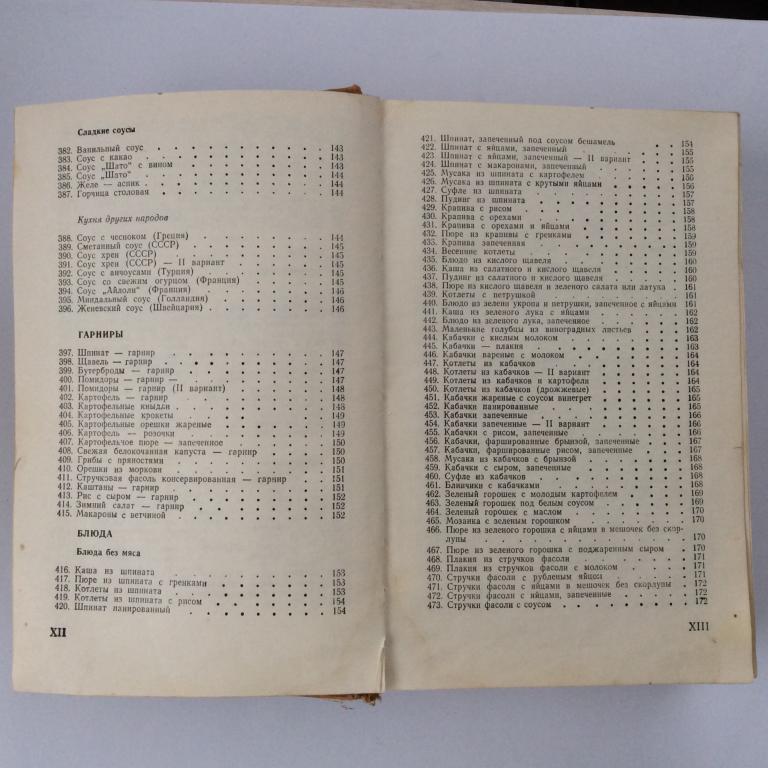 Сладкие соусы
382. Ванильный соус 143
383. Соус с какао 143
384. Соус „Шато" с вином 143
385. Соус „Шато" 144
386. Желе — аспик 144
387. Горчица столовая 144
Кухня других народов
388. Соус с чесноком (Греция) 144
389. Сметанный соус (СССР) 145
390. Соус хрен (СССР) 145
391. Соус хрен (СССР) — II вариант 145
392. Соус с анчоусами (Турция) 145
393. Соус со свежим огурцом (Франция) 145
394. Соус „Айлоли" (Франция) 146
395. Миндальный соус (Голландия) 146
396. Женевский соус (Швейцария) 146
ГАРНИРЫ
397. Шпинат — гарнир 147
398. Щавель — гарнир 147
399. Бутерброды — гарнир 147
400. Помидоры — гарнир — 147
401. Помидоры — гарнир (II вариант) 148
402. Картофель — гарнир 148
403. Картофельные кныдли 148
404. Картофельные крокеты 149
405. Картофельные орешки жареные 149
406. Картофель — розочки 149
407. Картофельное пюре — запеченное 150
408. Свежая белокочанная капуста — гарнир 150
409. Грибы с пряностями 150
410. Орешки из моркови 151
411. Стручковая фасоль консервированная — гарнир 151
412. Каштаны — гарнир 151
413. Рис с сыром — гарнир 152
414. Зимний салат — гарнир 152
415. Макароны с ветчиной 152
БЛЮДА
Блюда без мяса
416. Каша из шпината 153
417. Пюре из шпината с гренками 153
418. Котлеты из шпината 153
419. Котлеты из шпината с рисом 154
420. Шпинат панированный 154
XII
421. Шпинат, запеченный под соусом бешамель 154
422. Шпинат с яйцами, запеченный 155
423. Шпинат с яйцами, запеченный — II вариант 155
424. Шпинат с макаронами, запеченный 155
425. Мусака из шпината с картофелем 156
426. Мусака из шпината с крутыми яйцами 156
427. Суфле из шпината 157
428. Пудинг из шпината 157
429. Крапива с рисом 158
430. Крапива с орехами 158
431. Крапива с орехами и яйцами 158
432. Пюре из крапивы с гренками 159
433. Крапива запеченная 159
434. Весенние котлеты 159
435. Блюдо из щавеля 160
436. Каша из салатного и кислого щавеля 160
437. Пудинг из салатного и кислого щавеля 160
438. Пюре из кислого щавеля и зеленого салата или латука 161
439. Котлеты с петрушкой 161
440. Блюдо из зелени укропа и петрушки, запеченное с яйцами 161
441. Каша из зеленого лука с яйцами 162
442. Блюдо из зеленого лука, запеченное 162
443. Маленькие голубцы из виноградных листьев 162
444. Кабачки с кислым молоком 163
445. Кабачки — плакия 163
446. Кабачки вареные с молоком 164
447. Котлеты из кабачков 164
448. Котлеты из кабачков — II вариант 164
449. Котлеты из кабачков и картофеля 164
450. Котлеты из кабачков (дрожжевые) 165
451. Кабачки жареные с соусом винегрет 165
452. Кабачки панированные 165
453. Кабачки запеченные 166
454. Кабачки запеченные — II вариант 166
455. Кабачки с рисом, запеченные 166
456. Кабачки, фаршированные брынзой, запеченные 167
457. Кабачки, фаршированные рисом, запеченные 167
458. Мусака из кабачков с брынзой 168
459. Кабачки с сыром, запеченные 168
460. Суфле из кабачков 168
461. Блинчики с кабачками 168
462. Зеленый горошек с молодым картофелем 169
463. Зеленый горошек под белым соусом 169
464. Зеленый горошек с маслом 170
465. Мозаика с зеленым горошком 170
466. Пюре из зеленого горошка с яйцами в мешочек без скор-
лупы 170
467. Пюре из зеленого горошка с поджаренным сыром 170
468. Плакия из стручков фасоли 171
469. Плакия из стручков фасоли с молоком 171
470. Стручки фасоли с рубленым яйцом 171
471. Стручки фасоли с яйцами в мешочек без скорлупы 172
472. Стручки фасоли с яйцами, запеченные 172
473. Стручки фасоли с соусом 172
XIII